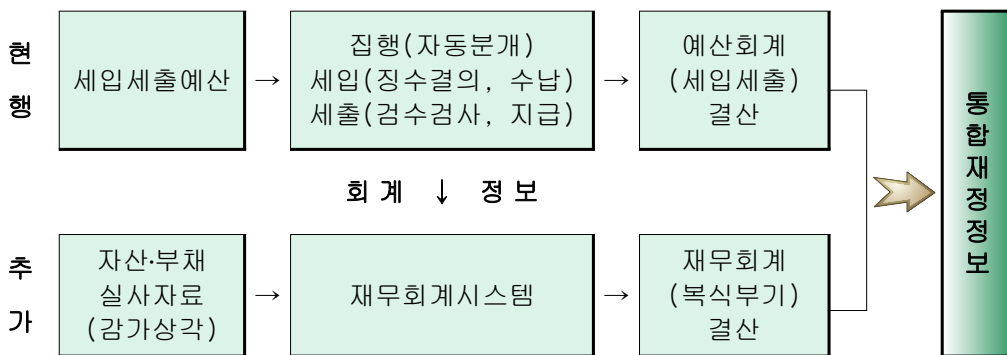 현행
세입세출예산
→
집행(자동분개)
세입(징수결의, 수납)
세출(검수검사, 지급)
→
예산회계
(세입세출)
결산
회 계 ↓ 정 보
추가
자산·부채
실사자료
(감가상각)
→
재무회계시스템
→
재무회계
(복식부기)
결산
통합재정정보